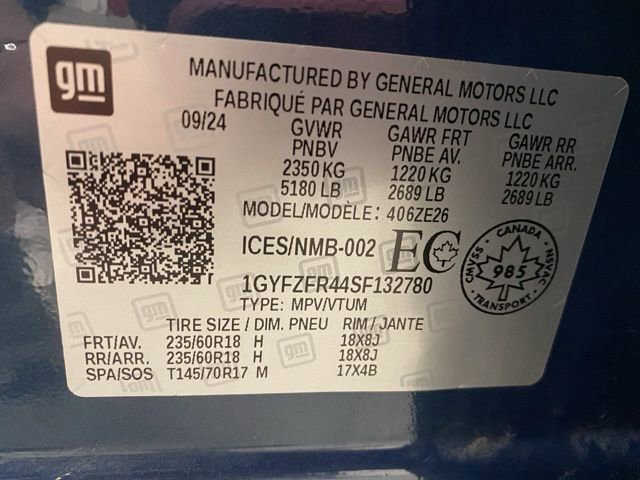 gm
MANUFACTURED BY GENERAL MOTORS LLC
FABRIQUÉ PAR GENERAL MOTORS LLC
09/24 GVWR GAWR FRT GAWR RR
PNBV PNBE AV. PNBE ARR.
2350 KG 1220 KG 1220 KG
5180 LB 2689 LB 2689 LB
MODEL/MODÈLE: 406ZE26
ICES/NMB-002 EC
CANADA
CMVSS 985 NSVAC
TRANSPORT
1GYFZFR44SF132780
TYPE: MPV/VTUM
TIRE SIZE / DIM. PNEU RIM / JANTE
FRT/AV. 235/60R18 H 18X8J
RR/ARR. 235/60R18 H 18X8J
SPA/SOS T145/70R17 M 17X4B